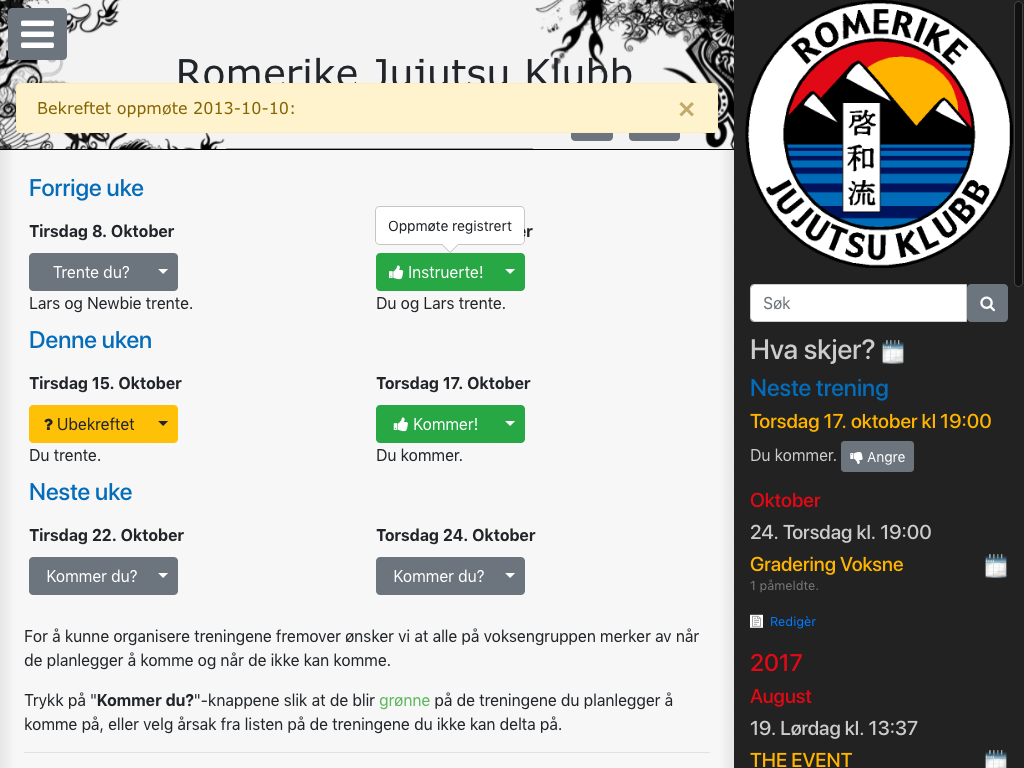 Romerike Jujutsu Klubb
Bekreftet oppmøte 2013-10-10:
×
Forrige uke
Tirsdag 8. Oktober
Oppmøte registrert
Trente du?
Instruerte!
Lars og Newbie trente.
Du og Lars trente.
Denne uken
Tirsdag 15. Oktober
Torsdag 17. Oktober
? Ubekreftet
Kommer!
Du trente.
Du kommer.
Neste uke
Tirsdag 22. Oktober
Torsdag 24. Oktober
Kommer du?
Kommer du?
For å kunne organisere treningene fremover ønsker vi at alle på voksengruppen merker av når
de planlegger å komme og når de ikke kan komme.
Trykk på "Kommer du?"-knappene slik at de blir grønne på de treningene du planlegger å
komme på, eller velg årsak fra listen på de treningene du ikke kan delta på.
ROMERIKE
啓和流
JUJUTSU KLUBB
Søk
Hva skjer?
Neste trening
Torsdag 17. oktober kl 19:00
Du kommer.
Angre
Oktober
24. Torsdag kl. 19:00
Gradering Voksne
1 påmeldte.
Redigèr
2017
August
19. Lørdag kl. 13:37
THE EVENT